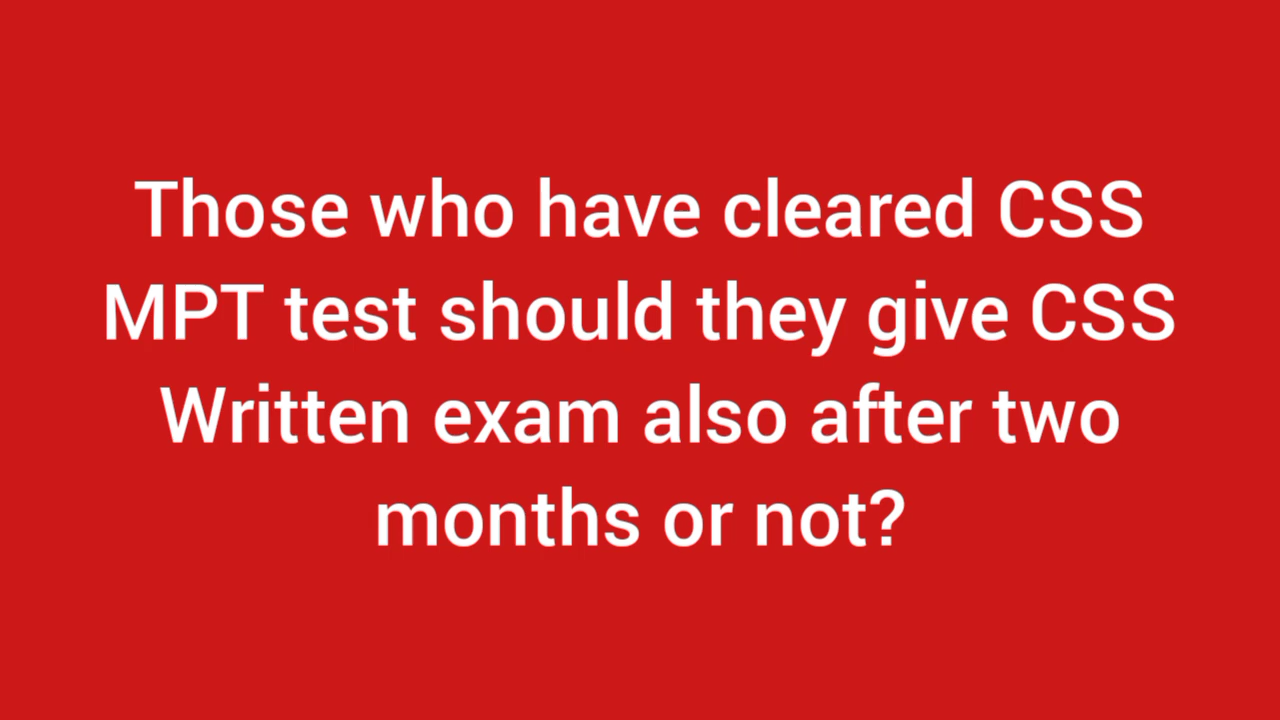 Those who have cleared CSS
MPT test should they give CSS
Written exam also after two
months or not?